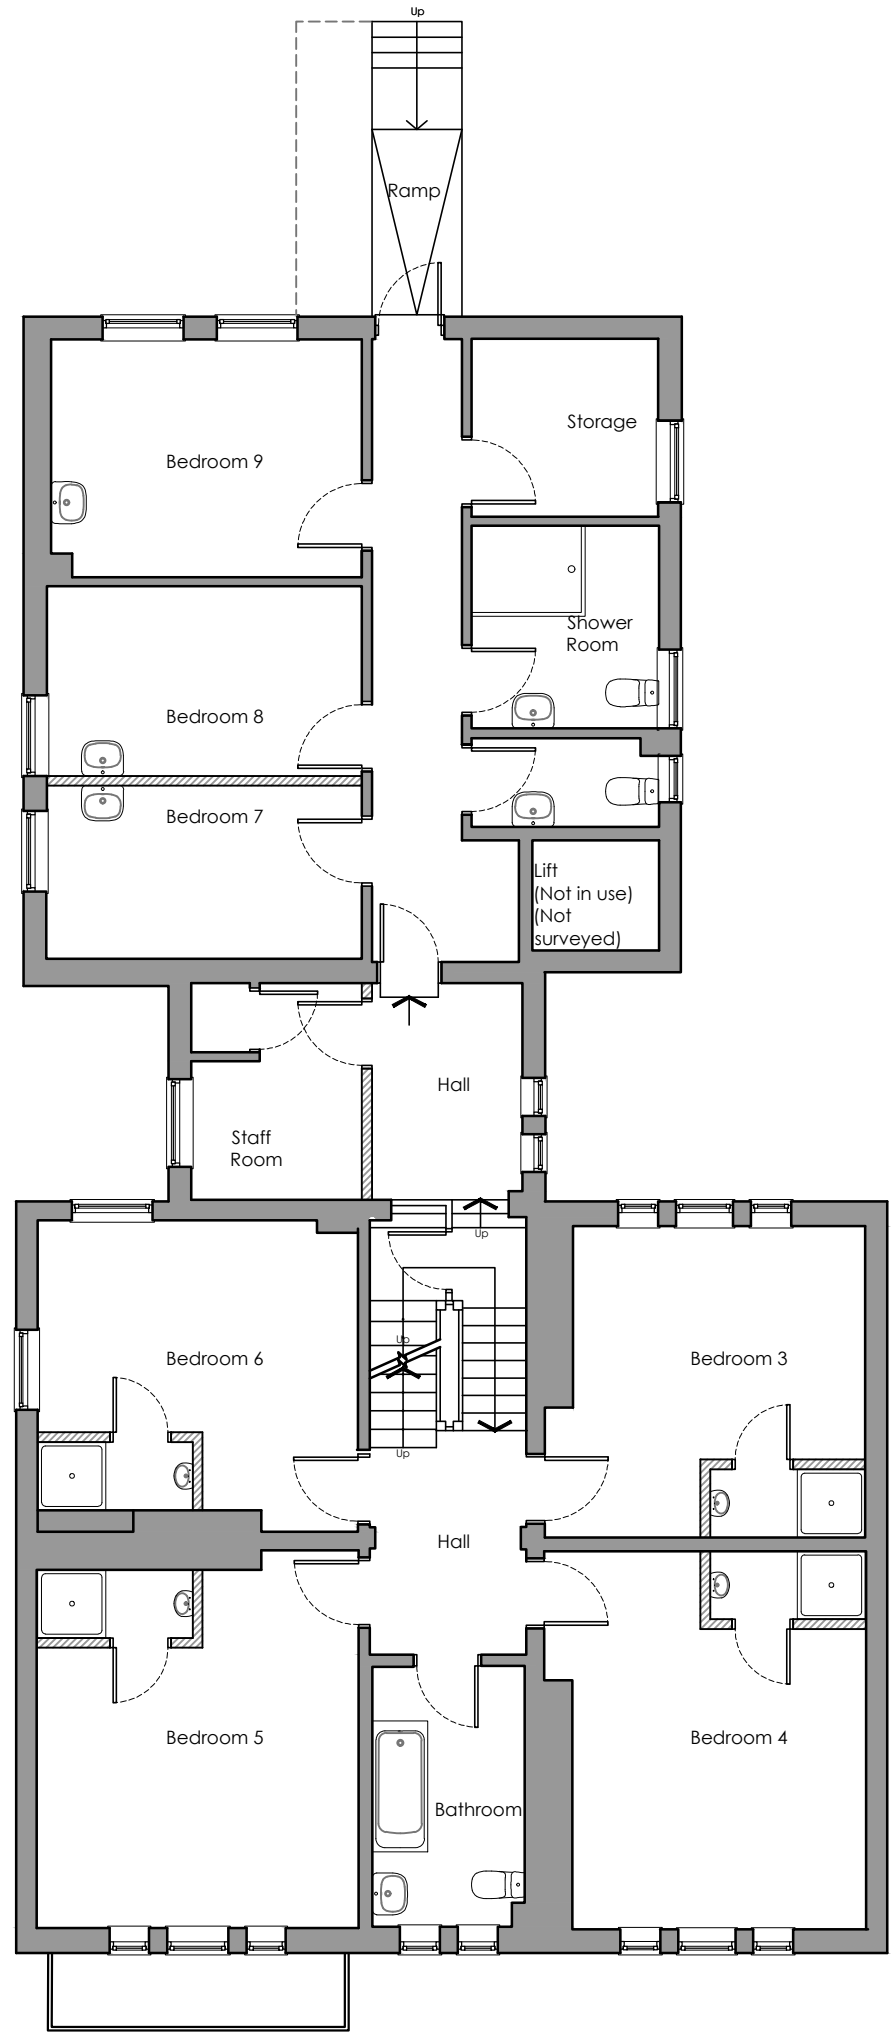 Up
Ramp
Storage
Bedroom 9
Shower
Room
Bedroom 8
Bedroom 7
Lift
(Not in use)
(Not
surveyed)
Hall
Staff
Room
Up
Up
Bedroom 6
Bedroom 3
Up
Hall
Bedroom 5
Bedroom 4
Bathroom